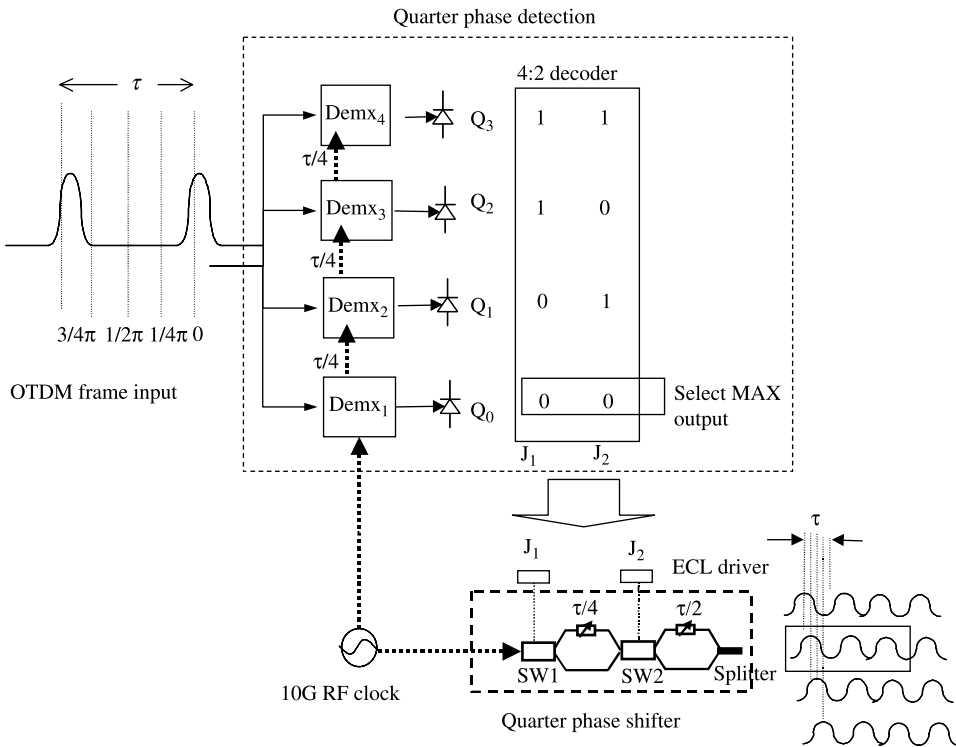 Quarter phase detection
τ
4:2 decoder
Demx4
Q3
1 1
τ/4
Demx3
Q2
1 0
τ/4
Demx2
Q1
0 1
3/4π 1/2π 1/4π 0
τ/4
OTDM frame input
Demx1
Q0
0 0
Select MAX
output
J1 J2
τ
J1 J2
ECL driver
τ/4 τ/2
SW1 SW2 Splitter
10G RF clock
Quarter phase shifter